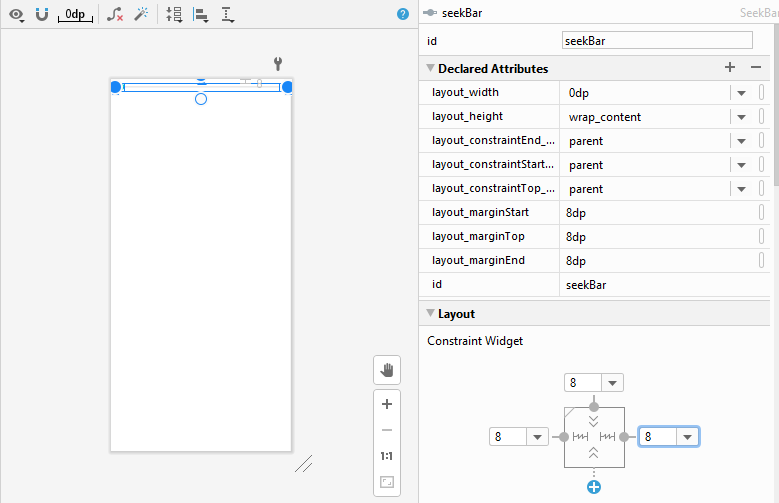 seekBar
SeekBar
0dp
?
id seekBar
Declared Attributes
layout_width 0dp
layout_height wrap_content
layout_constraintEnd_... parent
layout_constraintStart... parent
layout_constraintTop_... parent
layout_marginStart 8dp
layout_marginTop 8dp
layout_marginEnd 8dp
id seekBar
Layout
Constraint Widget
8
8 8
1:1